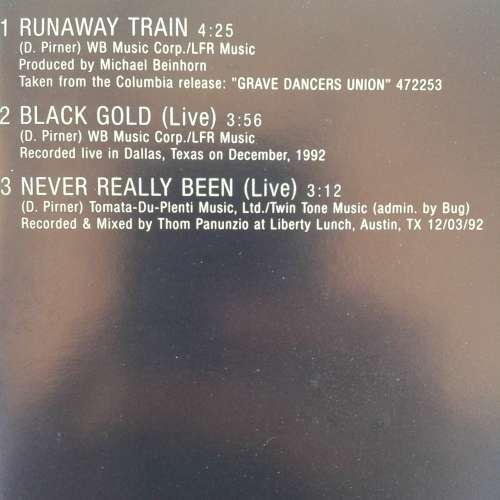 1 RUNAWAY TRAIN 4:25
(D. Pirner) WB Music Corp./LFR Music
Produced by Michael Beinhorn
Taken from the Columbia release: "GRAVE DANCERS UNION" 472253
2 BLACK GOLD (Live) 3:56
(D. Pirner) WB Music Corp./LFR Music
Recorded live in Dallas, Texas on December, 1992
3 NEVER REALLY BEEN (Live) 3:12
(D. Pirner) Tomata-Du-Plenti Music, Ltd./Twin Tone Music (admin. by Bug)
Recorded & Mixed by Thom Panunzio at Liberty Lunch, Austin, TX 12/03/92